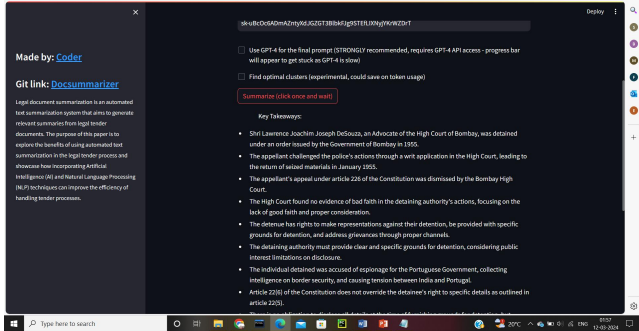 Deploy
Made by: Coder
Git link: Docsummarizer
Legal document summarization is an automated
text summarization system that aims to generate
relevant summaries from legal tender
documents. The purpose of this paper is to
explore the benefits of using automated text
summarization in the legal tender process and
showcase how incorporating Artificial
Intelligence (AI) and Natural Language Processing
(NLP) techniques can improve the efficiency of
handling tender processes.
Use GPT-4 for the final prompt (STRONGLY recommended, requires GPT-4 API access - progress bar
will appear to get stuck as GPT-4 is slow)
Find optimal clusters (experimental, could save on token usage)
Summarize (click once and wait)
Key Takeaways:
Shri Lawrence Joachim Joseph DeSouza, an Advocate of the High Court of Bombay, was detained
under an order issued by the Government of Bombay in 1955.
The appellant challenged the police's actions through a writ application in the High Court, leading to
the return of seized materials in January 1955.
The appellant's appeal under article 226 of the Constitution was dismissed by the Bombay High
Court.
The High Court found no evidence of bad faith in the detaining authority's actions, focusing on the
lack of good faith and proper consideration.
The detenue has rights to make representations against their detention, be provided with specific
grounds for detention, and address grievances through proper channels.
The detaining authority must provide clear and specific grounds for detention, considering public
interest limitations on disclosure.
The individual detained was accused of espionage for the Portuguese Government, collecting
intelligence on border security, and causing tension between India and Portugal.
Article 22(6) of the Constitution does not override the detainee's right to specific details as outlined in
article 22(5).
Type here to search
20°C
ENG
01:57
12-03-2024